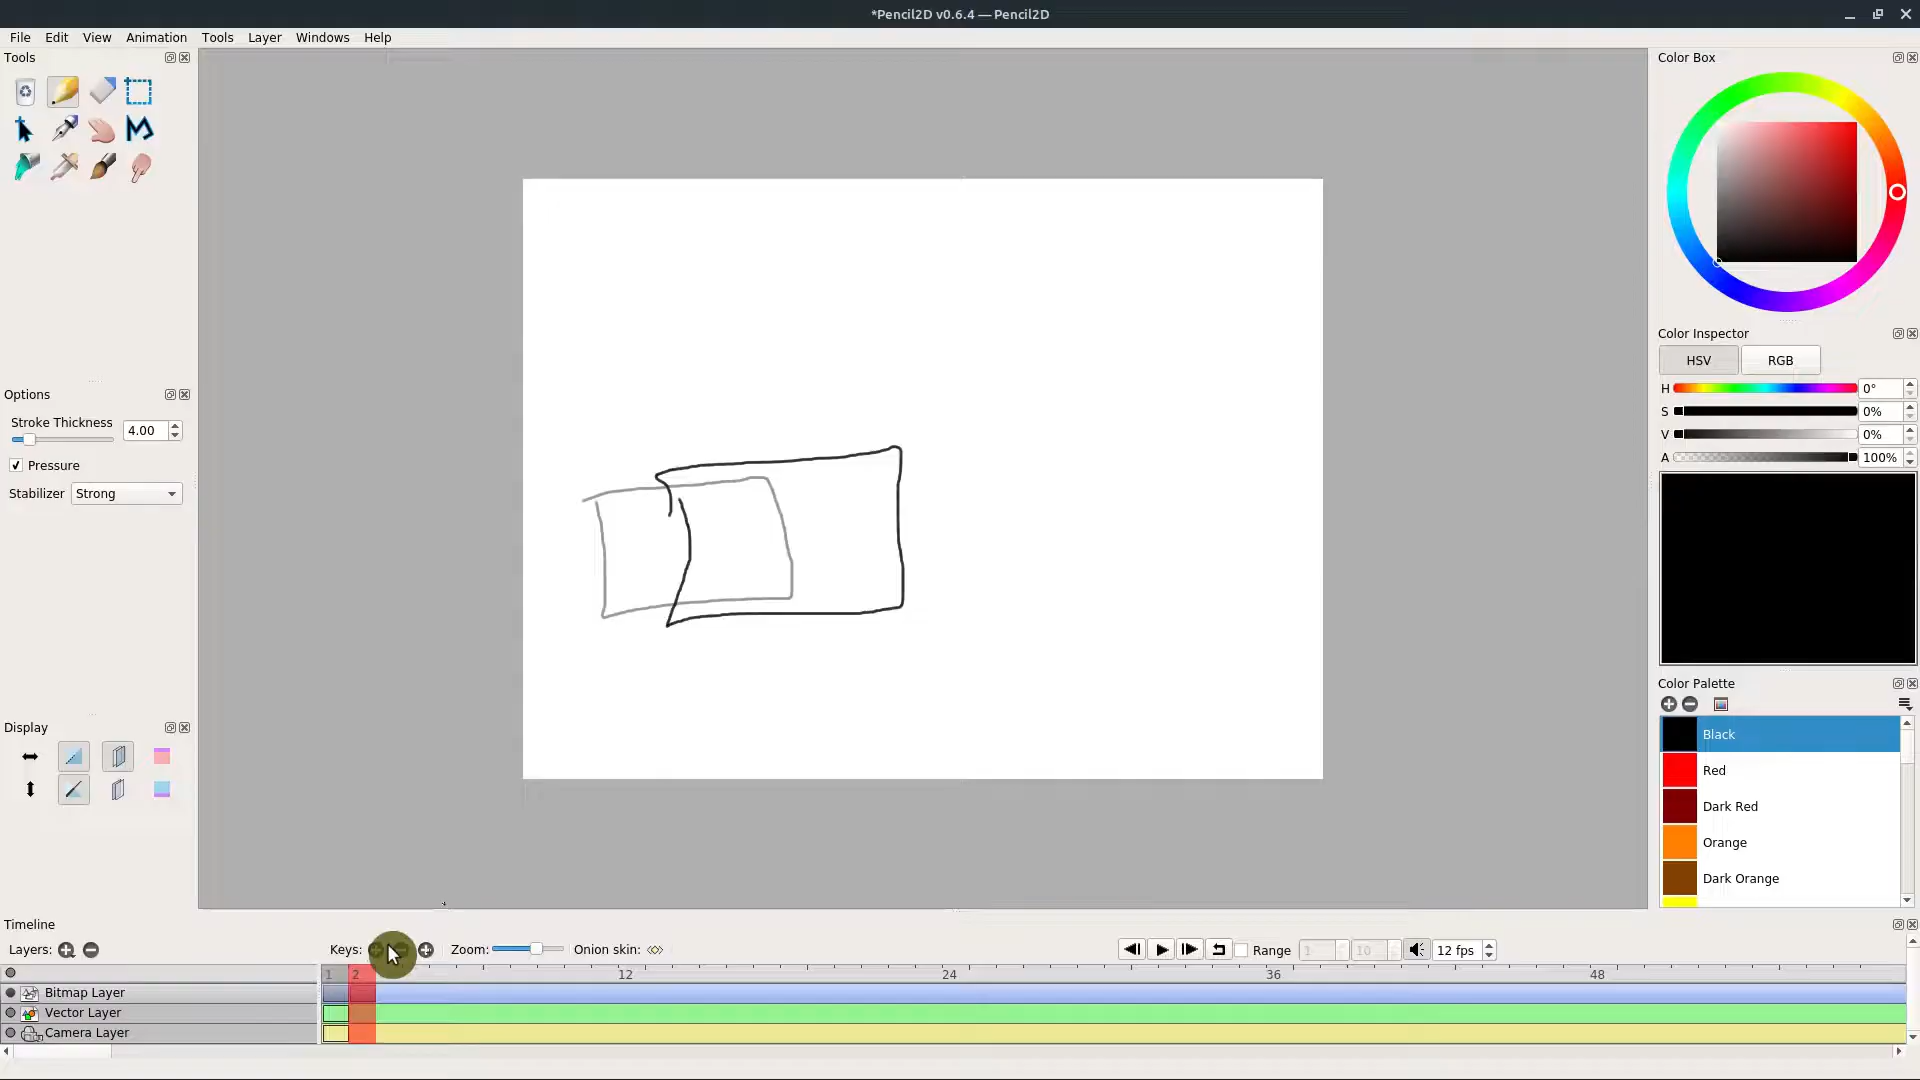 *Pencil2D v0.6.4 — Pencil2D
File Edit View Animation Tools Layer Windows Help
Tools
Options
Stroke Thickness
4.00
Pressure
Stabilizer Strong
Display
Color Box
Color Inspector
HSV RGB
H 0°
S 0%
V 0%
A 100%
Color Palette
Black
Red
Dark Red
Orange
Dark Orange
Timeline
Layers: Keys: Zoom: Onion skin: Range 1 10 12 fps
1 2 12 24 36 48
Bitmap Layer
Vector Layer
Camera Layer